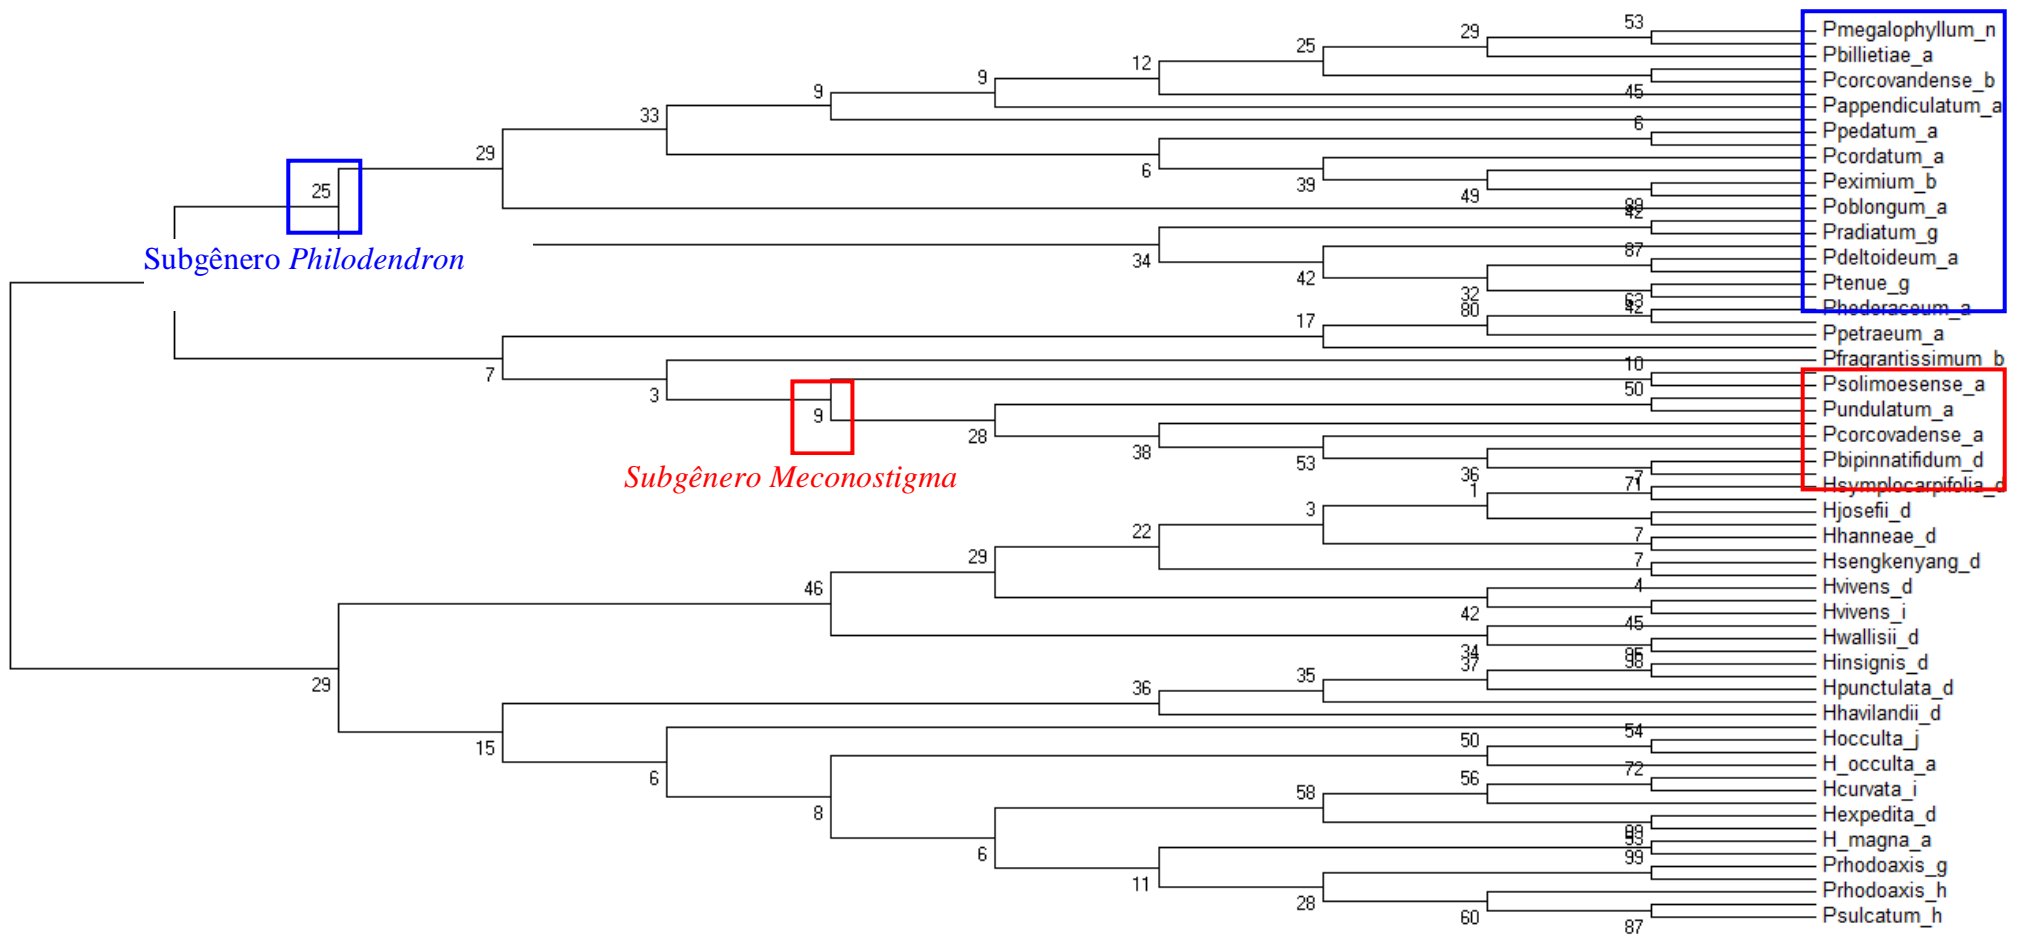 53
Pmegalophyllum_n
29
25
Pbillietiae_a
12
9
Pcorcovandense_b
9
45
Pappendiculatum_a
33
6
Ppedatum_a
29
Pcordatum_a
6
39
Peximium_b
25
49
Poblongum_a
42
Pradiatum_g
Subgênero Philodendron
34
87
Pdeltoideum_a
42
Ptenue_g
32
63
42
Phederaceum_a
80
17
Ppetraeum_a
7
10
Pfragrantissimum_b
3
50
Psolimoesense_a
9
Pundulatum_a
28
38
Pcorcovadense_a
53
36
Pbipinnatifidum_d
Subgênero Meconostigma
7
71
1
Hsymplocarpifolia_d
3
Hjosefii_d
22
7
Hhanneae_d
29
7
Hsengkenyang_d
46
4
Hvivens_d
42
Hvivens_i
45
Hwallisii_d
34
37
98
Hinsignis_d
29
36
35
Hpunctulata_d
Hhavilandii_d
15
50
54
Hocculta_j
6
H_occulta_a
56
72
Hcurvata_i
8
58
Hexpedita_d
6
H_magna_a
99
11
Prhodoaxis_g
28
Prhodoaxis_h
60
87
Psulcatum_h